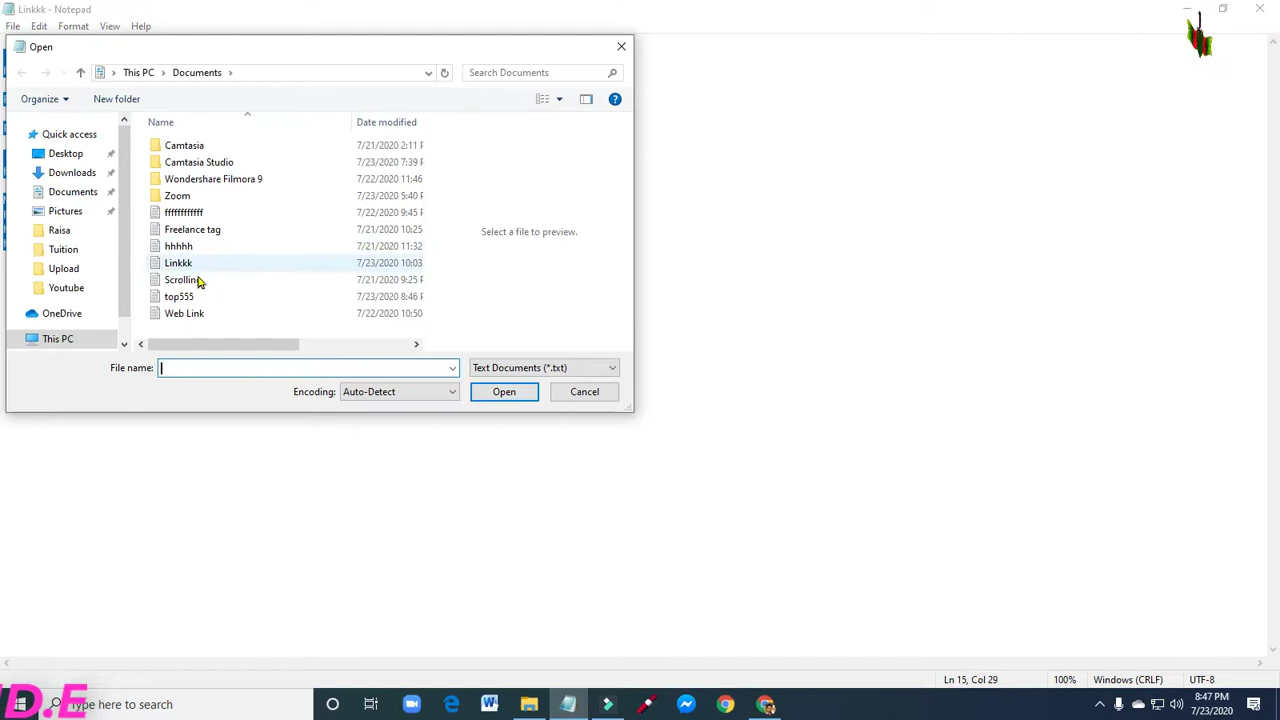 Linkkk - Notepad
File Edit Format View Help
Open
This PC Documents
Search Documents
Organize New folder
Name Date modified
Quick access
Desktop
Downloads
Documents
Pictures
Raisa
Tuition
Upload
Youtube
OneDrive
This PC
Camtasia 7/21/2020 2:11 P
Camtasia Studio 7/23/2020 7:39 P
Wondershare Filmora 9 7/22/2020 11:46
Zoom 7/23/2020 5:40 P
ffffffffffff 7/22/2020 9:45 P
Freelance tag 7/21/2020 10:25
hhhhh 7/21/2020 11:32
Linkkk 7/23/2020 10:03
Scrolling 7/21/2020 9:25 P
top555 7/23/2020 8:46 P
Web Link 7/22/2020 10:50
Select a file to preview.
File name: Text Documents (*.txt)
Encoding: Auto-Detect Open Cancel
Ln 15, Col 29 100% Windows (CRLF) UTF-8
D.E
Type here to search
8:47 PM
7/23/2020